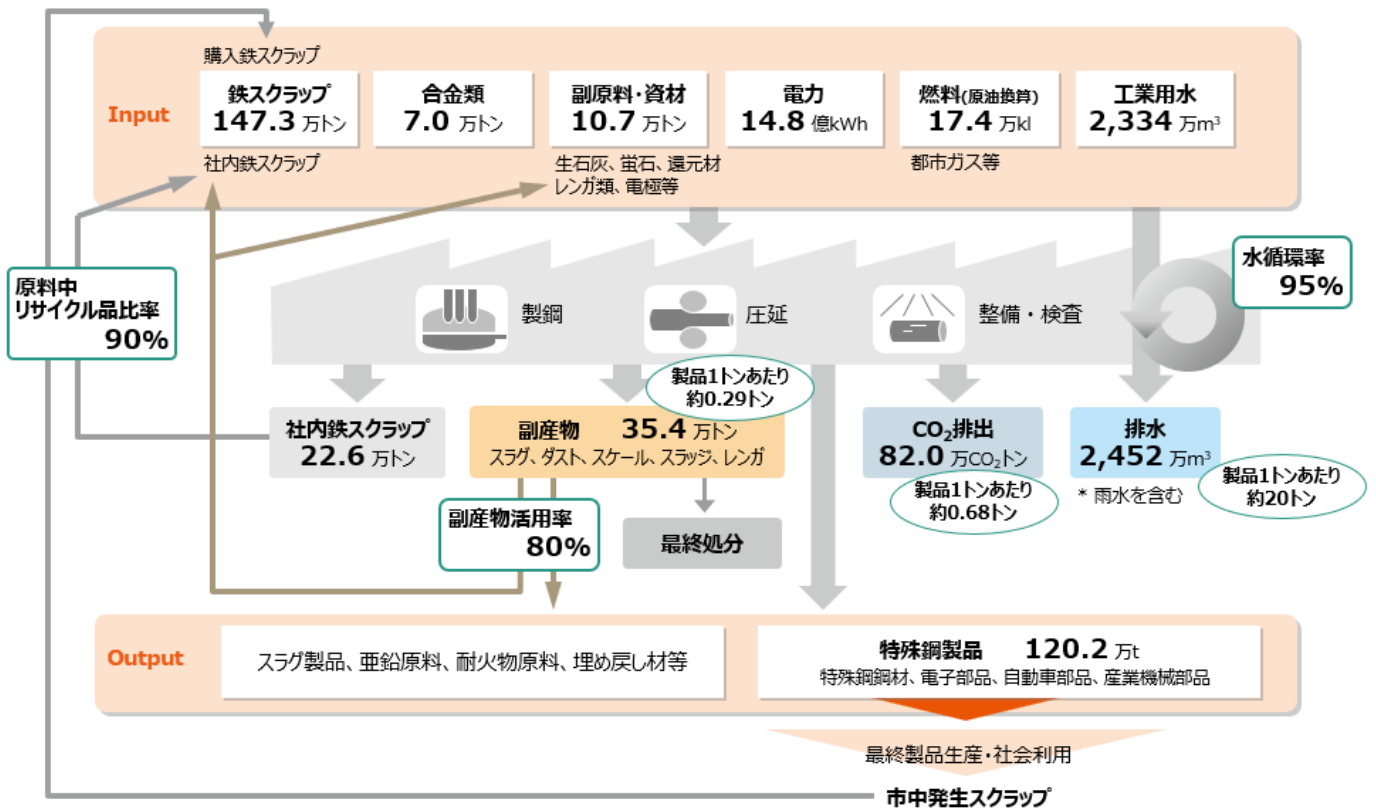 購入鉄スクラップ
Input
鉄スクラップ
147.3 万トン
合金類
7.0 万トン
副原料・資材
10.7 万トン
電力
14.8 億kWh
燃料(原油換算)
17.4 万kl
工業用水
2,334 万m³
社内鉄スクラップ
生石灰、蛍石、還元材
レンガ類、電極等
都市ガス等
原料中
リサイクル品比率
90%
製鋼
圧延
整備・検査
水循環率
95%
製品1トンあたり
約0.29トン
社内鉄スクラップ
22.6 万トン
副産物 35.4 万トン
スラグ、ダスト、スケール、スラッジ、レンガ
CO₂排出
82.0 万CO₂トン
製品1トンあたり
約0.68トン
排水
2,452 万m³
* 雨水を含む
製品1トンあたり
約20トン
副産物活用率
80%
最終処分
Output
スラグ製品、亜鉛原料、耐火物原料、埋め戻し材等
特殊鋼製品 120.2 万t
特殊鋼鋼材、電子部品、自動車部品、産業機械部品
最終製品生産・社会利用
市中発生スクラップ